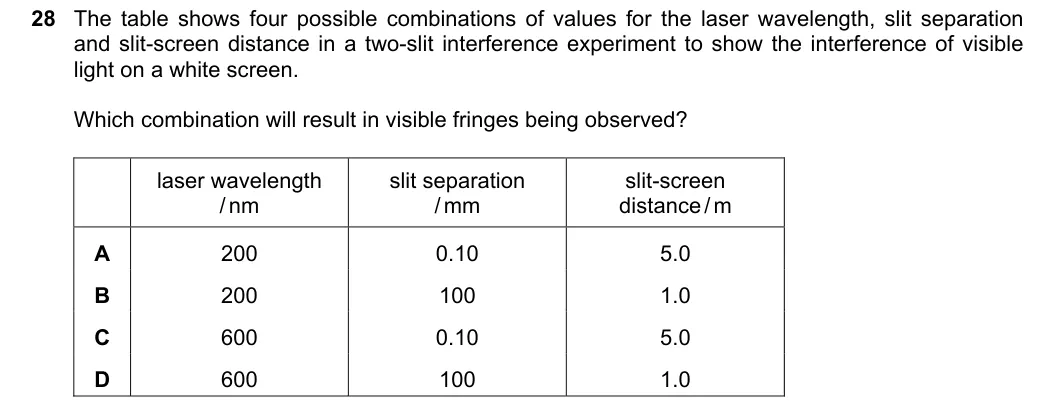 28 The table shows four possible combinations of values for the laser wavelength, slit separation
and slit-screen distance in a two-slit interference experiment to show the interference of visible
light on a white screen.
Which combination will result in visible fringes being observed?
laser wavelength slit separation slit-screen
/ nm / mm distance / m
A 200 0.10 5.0
B 200 100 1.0
C 600 0.10 5.0
D 600 100 1.0